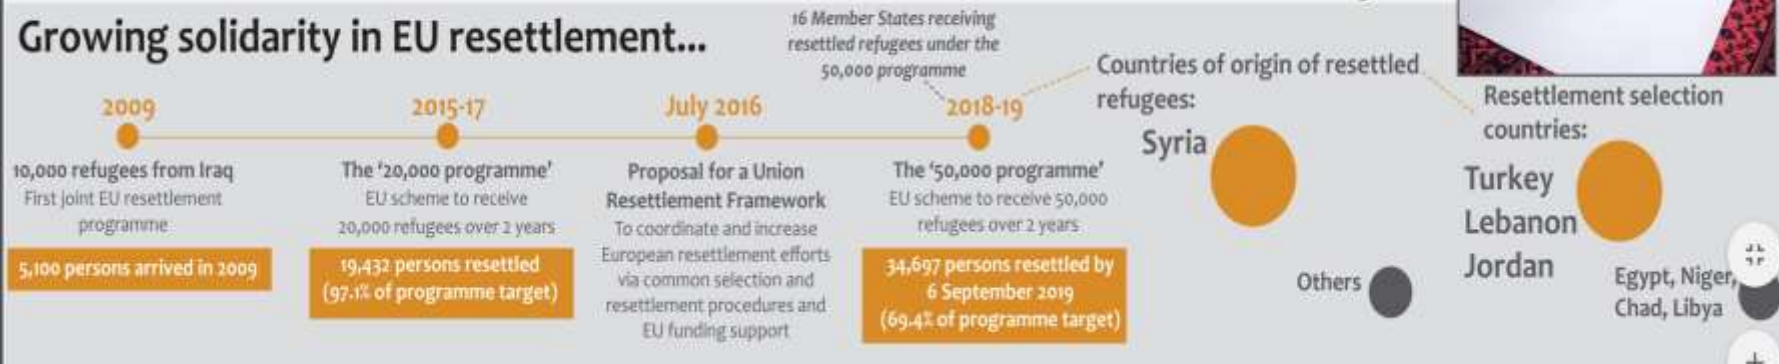 Growing solidarity in EU resettlement...
16 Member States receiving
resettled refugees under the
50,000 programme
2009
10,000 refugees from Iraq
First joint EU resettlement
programme
5,100 persons arrived in 2009
2015-17
The '20,000 programme'
EU scheme to receive
20,000 refugees over 2 years
19,432 persons resettled
(97.1% of programme target)
July 2016
Proposal for a Union
Resettlement Framework
To coordinate and increase
European resettlement efforts
via common selection and
resettlement procedures and
EU funding support
2018-19
The '50,000 programme'
EU scheme to receive 50,000
refugees over 2 years
34,697 persons resettled by
6 September 2019
(69.4% of programme target)
Countries of origin of resettled
refugees:
Syria
Others
Resettlement selection
countries:
Turkey
Lebanon
Jordan
Egypt, Niger,
Chad, Libya